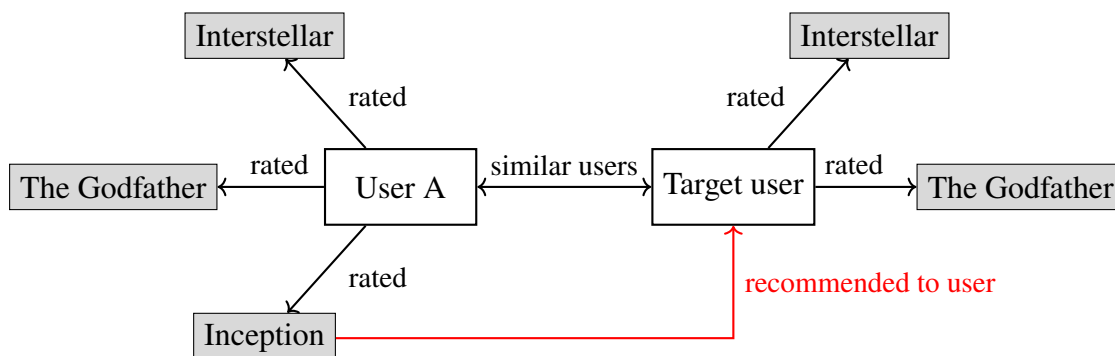 Interstellar
Interstellar
rated
rated
rated
rated
The Godfather
User A
similar users
Target user
The Godfather
rated
recommended to user
Inception